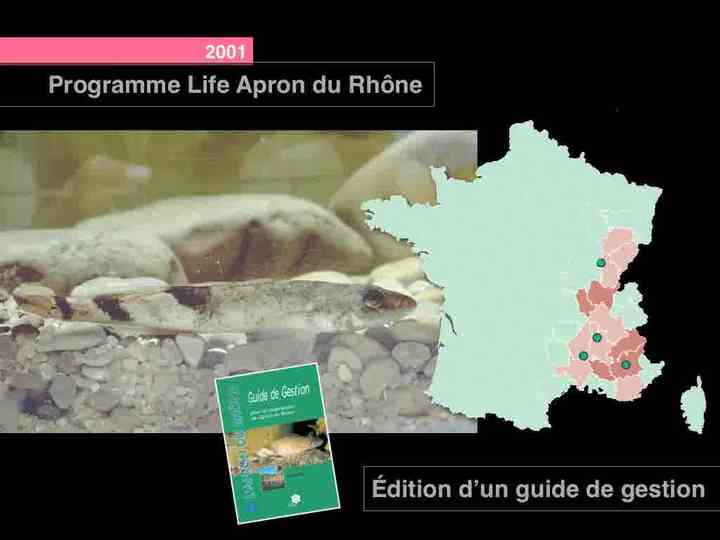 2001
Programme Life Apron du Rhône
Guide de Gestion
Édition d’un guide de gestion